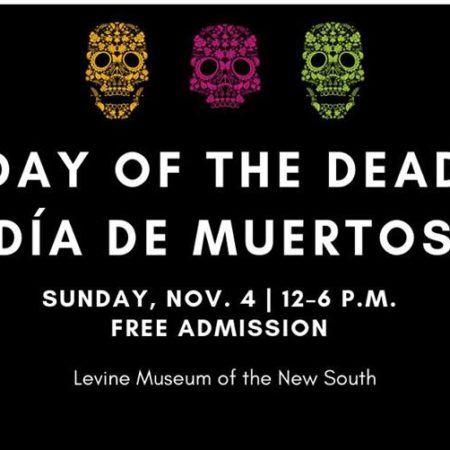 DAY OF THE DEAD
DÍA DE MUERTOS
SUNDAY, NOV. 4 | 12-6 P.M.
FREE ADMISSION
Levine Museum of the New South